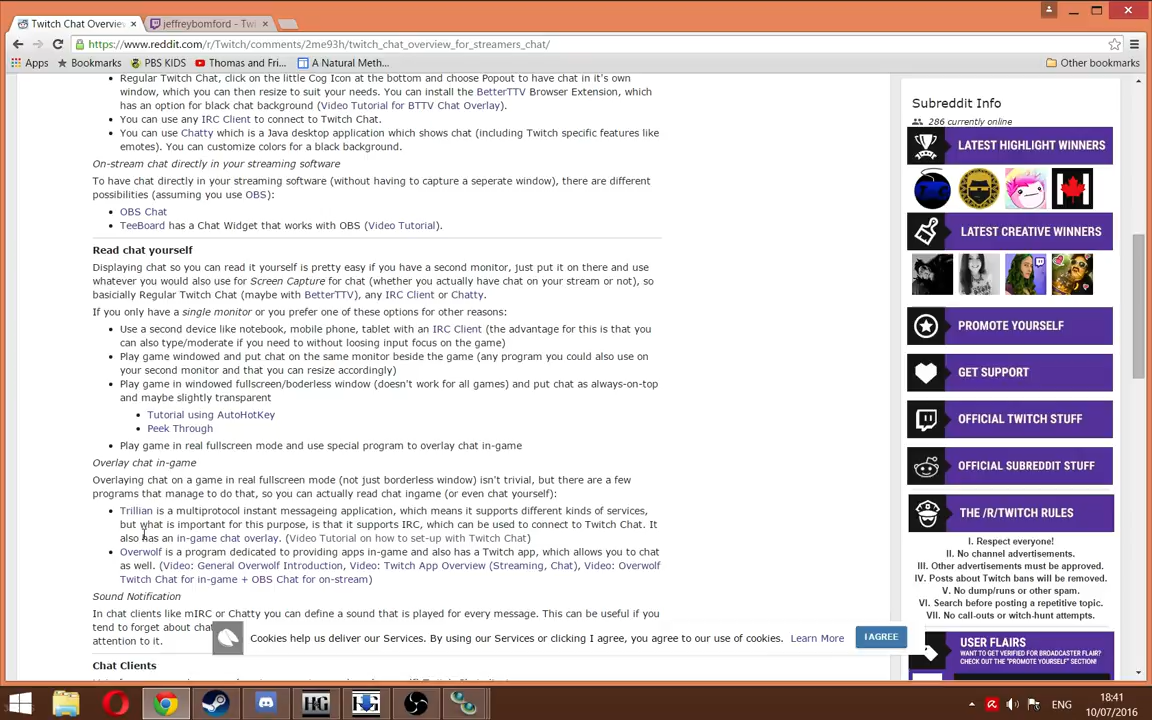 Twitch Chat Overvie
jeffreybomford - Twi
https://www.reddit.com/r/Twitch/comments/2me93h/twitch_chat_overview_for_streamers_chat/
Apps
Bookmarks
PBS KIDS
Thomas and Fri...
A Natural Meth...
Other bookmarks
Regular Twitch Chat, click on the little Cog Icon at the bottom and choose Popout to have chat in it's own
window, which you can then resize to suit your needs. You can install the BetterTTV Browser Extension, which
has an option for black chat background (Video Tutorial for BTTV Chat Overlay).
You can use any IRC Client to connect to Twitch Chat.
You can use Chatty which is a Java desktop application which shows chat (including Twitch specific features like
emotes). You can customize colors for a black background.
On-stream chat directly in your streaming software
To have chat directly in your streaming software (without having to capture a seperate window), there are different
possibilities (assuming you use OBS):
OBS Chat
TeeBoard has a Chat Widget that works with OBS (Video Tutorial).
Read chat yourself
Displaying chat so you can read it yourself is pretty easy if you have a second monitor, just put it on there and use
whatever you would also use for Screen Capture for chat (whether you actually have chat on your stream or not), so
basicially Regular Twitch Chat (maybe with BetterTTV), any IRC Client or Chatty.
If you only have a single monitor or you prefer one of these options for other reasons:
Use a second device like notebook, mobile phone, tablet with an IRC Client (the advantage for this is that you
can also type/moderate if you need to without loosing input focus on the game)
Play game windowed and put chat on the same monitor beside the game (any program you could also use on
your second monitor and that you can resize accordingly)
Play game in windowed fullscreen/boderless window (doesn't work for all games) and put chat as always-on-top
and maybe slightly transparent
Tutorial using AutoHotKey
Peek Through
Play game in real fullscreen mode and use special program to overlay chat in-game
Overlay chat in-game
Overlaying chat on a game in real fullscreen mode (not just borderless window) isn't trivial, but there are a few
programs that manage to do that, so you can actually read chat ingame (or even chat yourself):
Trillian is a multiprotocol instant messageing application, which means it supports different kinds of services,
but what is important for this purpose, is that it supports IRC, which can be used to connect to Twitch Chat. It
also has an in-game chat overlay. (Video Tutorial on how to set-up with Twitch Chat)
Overwolf is a program dedicated to providing apps in-game and also has a Twitch app, which allows you to chat
as well. (Video: General Overwolf Introduction, Video: Twitch App Overview (Streaming, Chat), Video: Overwolf
Twitch Chat for in-game + OBS Chat for on-stream)
Sound Notification
In chat clients like mIRC or Chatty you can define a sound that is played for every message. This can be useful if you
tend to forget about cha
attention to it.
Chat Clients
Cookies help us deliver our Services. By using our Services or clicking I agree, you agree to our use of cookies.
Learn More
I AGREE
Subreddit Info
286 currently online
LATEST HIGHLIGHT WINNERS
LATEST CREATIVE WINNERS
PROMOTE YOURSELF
GET SUPPORT
OFFICIAL TWITCH STUFF
OFFICIAL SUBREDDIT STUFF
THE /R/TWITCH RULES
I. Respect everyone!
II. No channel advertisements.
III. Other advertisements must be approved.
IV. Posts about Twitch bans will be removed.
V. No dump/runs or other spam.
VI. Search before posting a repetitive topic.
VII. No call-outs or witch-hunt attempts.
USER FLAIRS
WANT TO GET VERIFIED FOR BROADCASTER FLAIR?
CHECK OUT THE "PROMOTE YOURSELF" SECTION!
ENG
18:41
10/07/2016